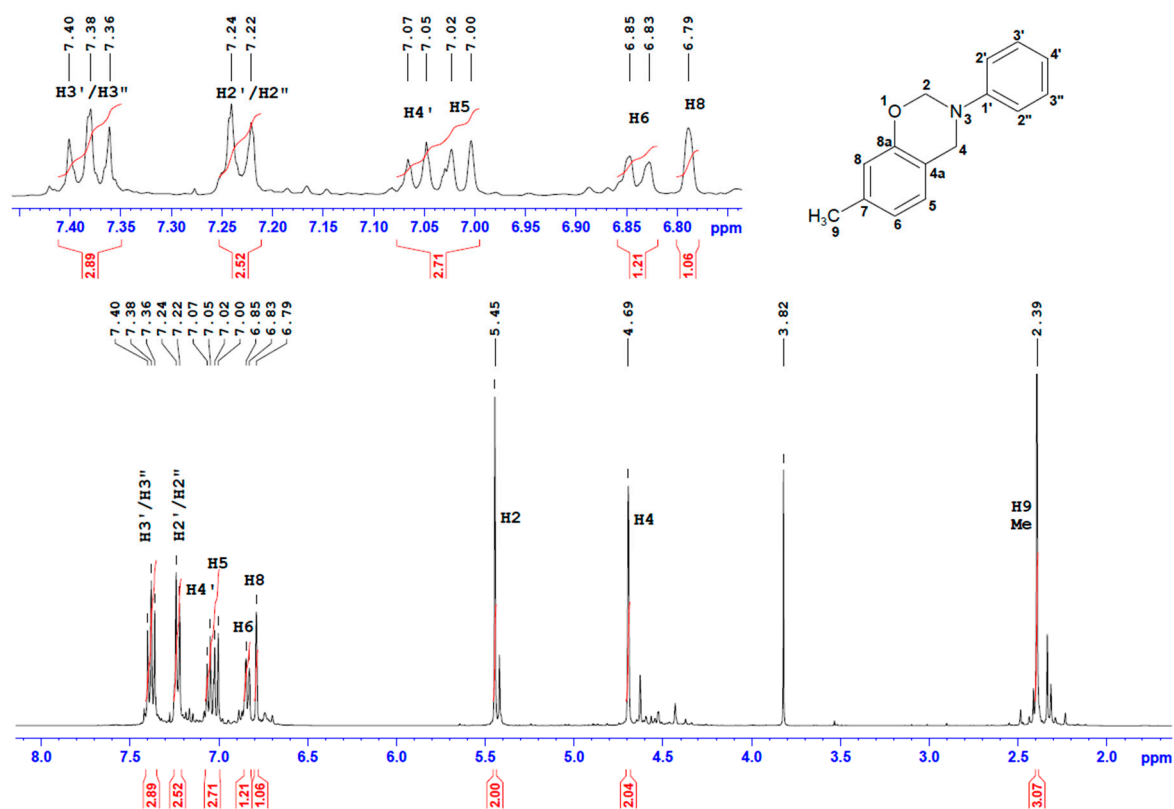 7.40 7.38 7.36 7.24 7.22 7.07 7.05 7.02 7.00 6.85 6.83 6.79
H3'/H3" H2'/H2" H4' H5 H6 H8
7.40 7.35 7.30 7.25 7.20 7.15 7.10 7.05 7.00 6.95 6.90 6.85 6.80 ppm
2.89 2.52 2.71 1.21 1.06
3'
2' 4'
2
O 1 N 3 1' 3"
2"
8a 4
8 4a
H3C 7 5
9 6
7.40 7.38 7.36 7.24 7.22 7.07 7.05 7.02 7.00 6.85 6.83 6.79 5.45 4.69 3.82 2.39
H3'/H3" H2'/H2" H4' H5 H6 H8 H2 H4 H9
Me
8.0 7.5 7.0 6.5 6.0 5.5 5.0 4.5 4.0 3.5 3.0 2.5 2.0 ppm
2.89 2.52 2.71 1.21 1.06 2.00 2.04 3.07